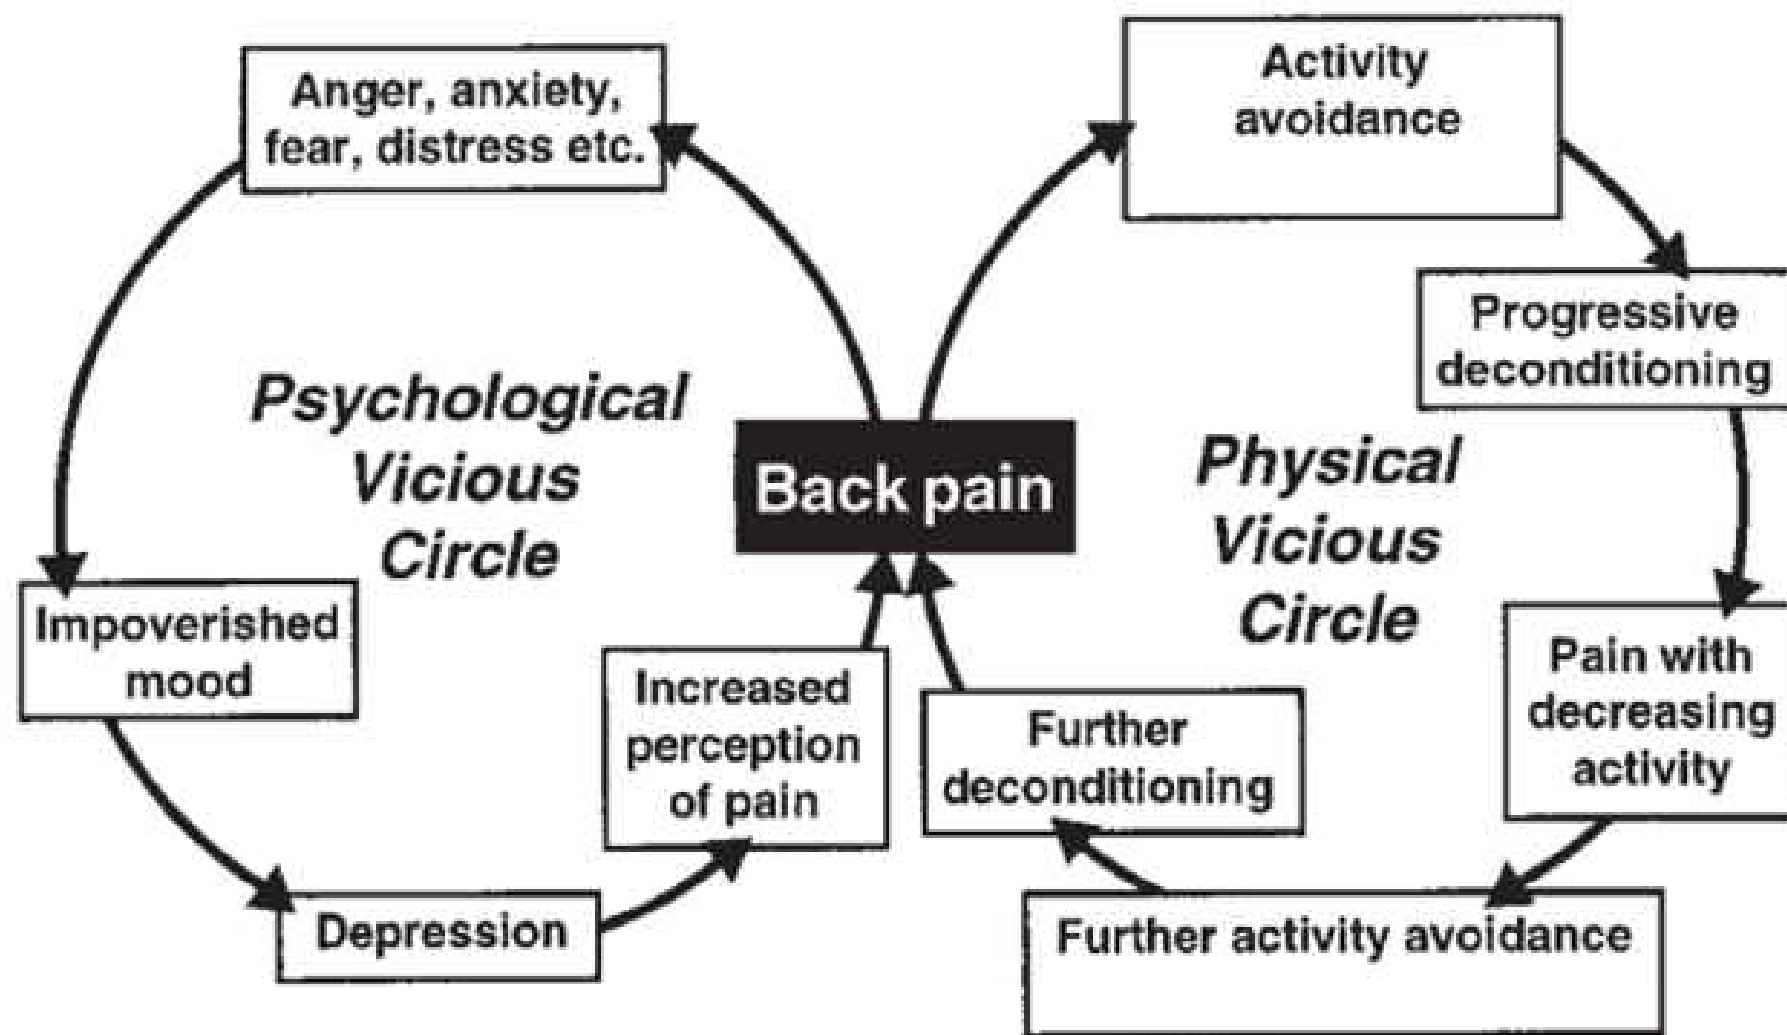 Anger, anxiety,
fear, distress etc.
Activity
avoidance
Progressive
deconditioning
Psychological
Vicious
Circle
Back pain
Physical
Vicious
Circle
Impoverished
mood
Increased
perception
of pain
Further
deconditioning
Pain with
decreasing
activity
Depression
Further activity avoidance